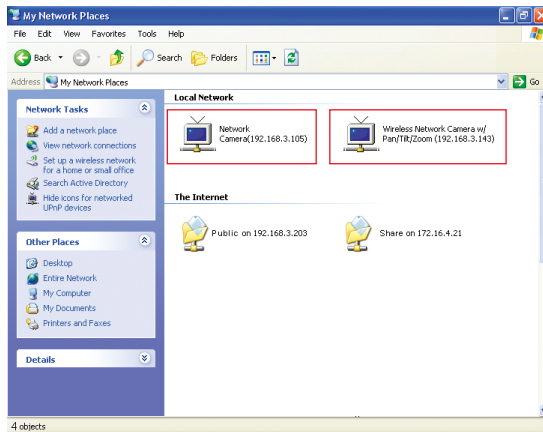 My Network Places
File Edit View Favorites Tools Help
Back Search Folders
Address My Network Places Go
Network Tasks
Add a network place
View network connections
Set up a wireless network
for a home or small office
Search Active Directory
Hide icons for networked
UPnP devices
Other Places
Desktop
Entire Network
My Computer
My Documents
Printers and Faxes
Details
Local Network
Network
Camera(192.168.3.105)
Wireless Network Camera w/
Pan/Tilt/Zoom (192.168.3.143)
The Internet
Public on 192.168.3.203
Share on 172.16.4.21
4 objects